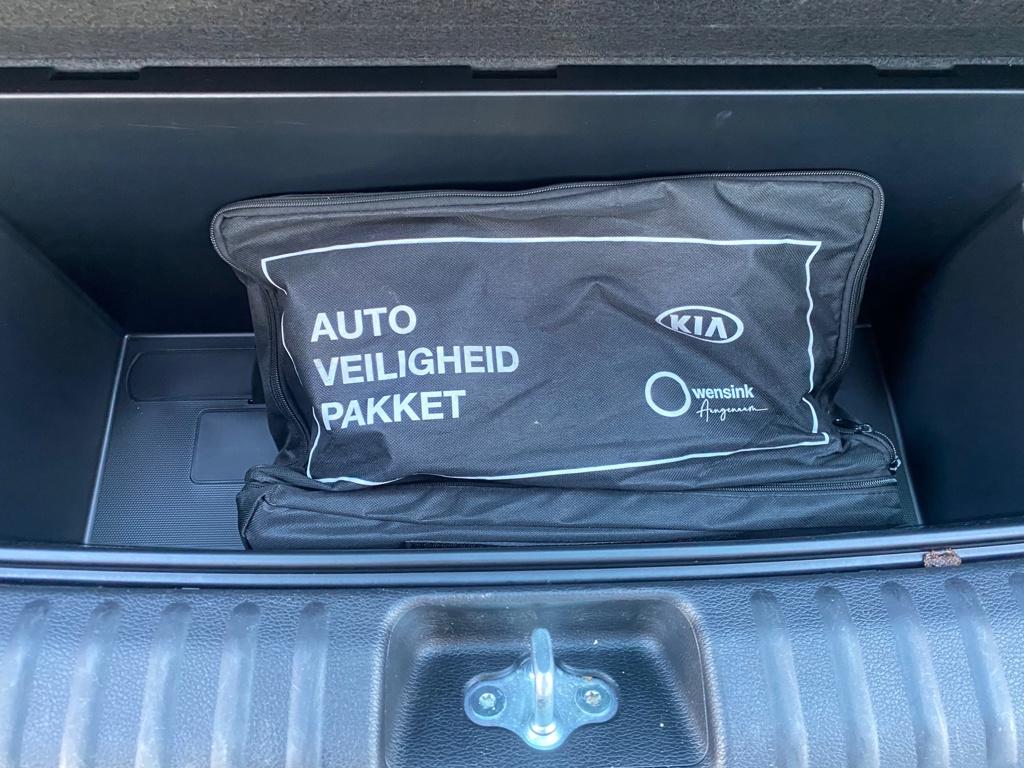 AUTO
VEILIGHEID
PAKKET
KIA
Wensink
Aangenaam